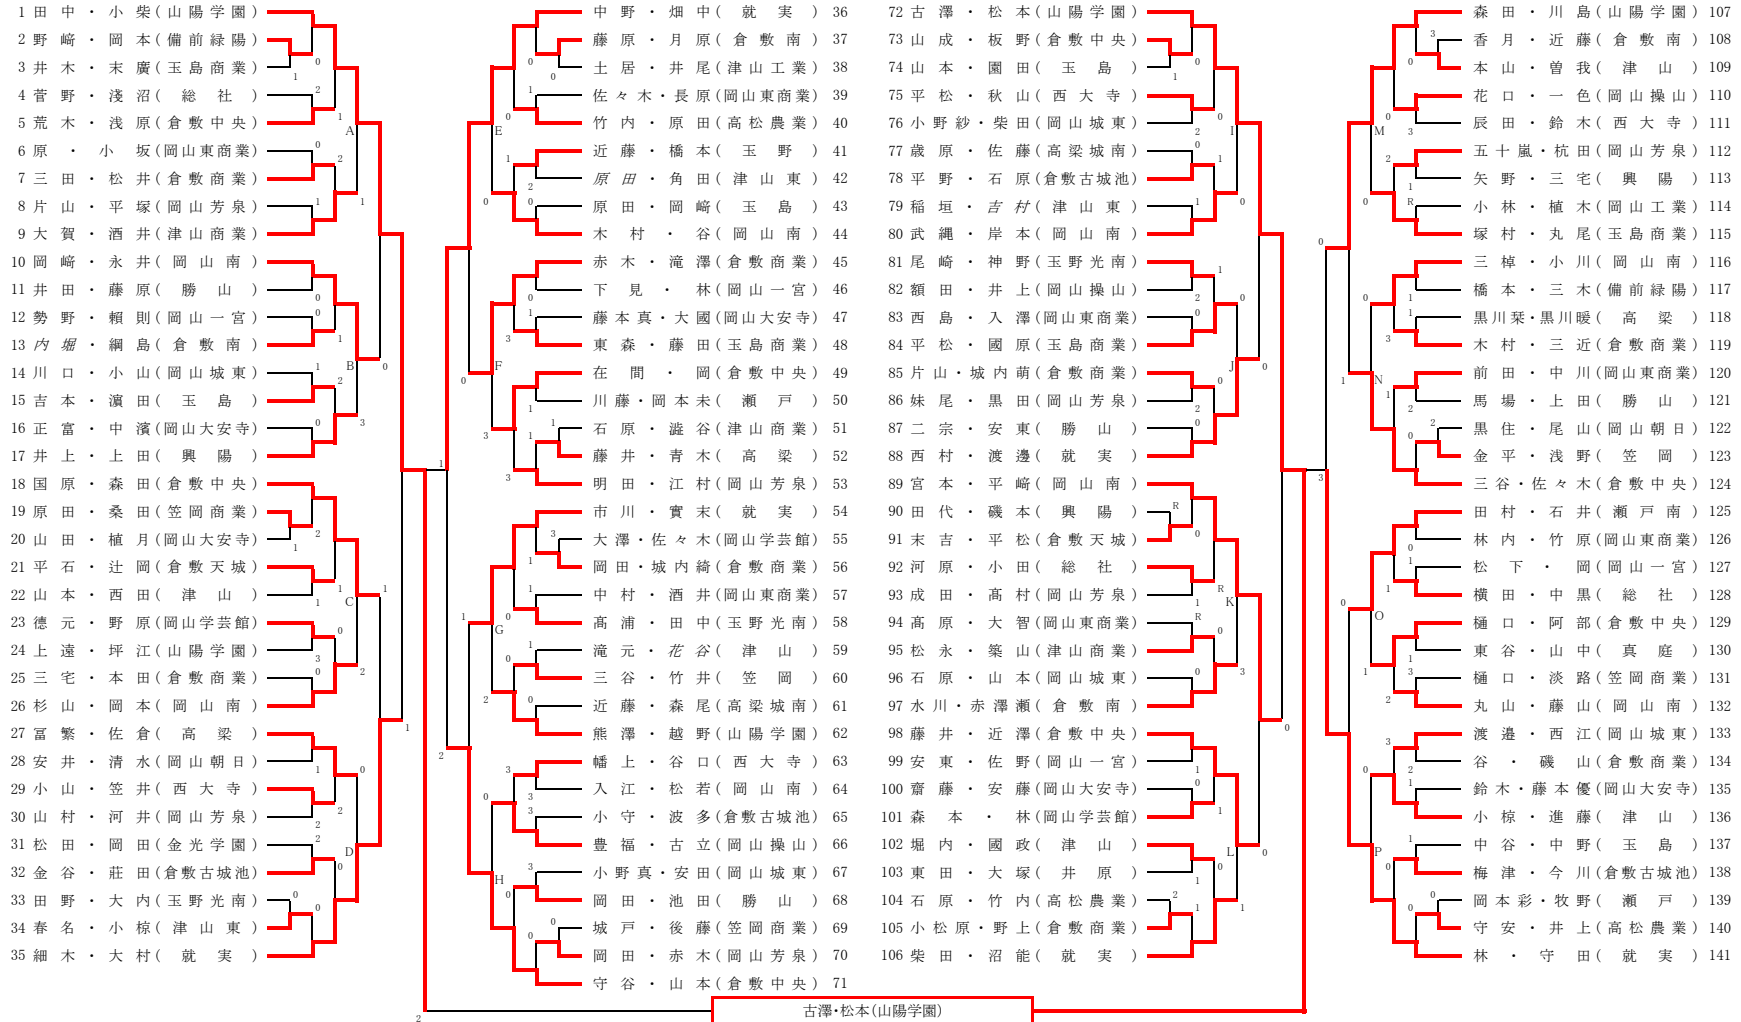 1 田中・小柴(山陽学園)
2 野﨑・岡本(備前緑陽)
3 井木・末廣(玉島商業)
4 菅野・淺沼(総社)
5 荒木・浅原(倉敷中央)
6 原・小坂(岡山東商業)
7 三田・松井(倉敷商業)
8 片山・平塚(岡山芳泉)
9 大賀・酒井(津山商業)
10 岡﨑・永井(岡山南)
11 井田・藤原(勝山)
12 勢野・頼則(岡山一宮)
13 内堀・綱島(倉敷南)
14 川口・小山(岡山城東)
15 吉本・濵田(玉島)
16 正富・中濱(岡山大安寺)
17 井上・上田(興陽)
18 国原・森田(倉敷中央)
19 原田・桑田(笠岡商業)
20 山田・植月(岡山大安寺)
21 平石・辻岡(倉敷天城)
22 山本・西田(津山)
23 德元・野原(岡山学芸館)
24 上遠・坪江(山陽学園)
25 三宅・本田(倉敷商業)
26 杉山・岡本(岡山南)
27 冨繁・佐倉(高梁)
28 安井・清水(岡山朝日)
29 小山・笠井(西大寺)
30 山村・河井(岡山芳泉)
31 松田・岡田(金光学園)
32 金谷・荘田(倉敷古城池)
33 田野・大内(玉野光南)
34 春名・小椋(津山東)
35 細木・大村(就実)
中野・畑中(就実) 36
藤原・月原(倉敷南) 37
土居・井尾(津山工業) 38
佐々木・長原(岡山東商業) 39
竹内・原田(高松農業) 40
近藤・橋本(玉野) 41
原田・角田(津山東) 42
原田・岡﨑(玉島) 43
木村・谷(岡山南) 44
赤木・滝澤(倉敷商業) 45
下見・林(岡山一宮) 46
藤本真・大國(岡山大安寺) 47
東森・藤田(玉島商業) 48
在間・岡(倉敷中央) 49
川藤・岡本未(瀬戸) 50
石原・澁谷(津山商業) 51
藤井・青木(高梁) 52
明田・江村(岡山芳泉) 53
市川・實末(就実) 54
大澤・佐々木(岡山学芸館) 55
岡田・城内綺(倉敷商業) 56
中村・酒井(岡山東商業) 57
髙浦・田中(玉野光南) 58
滝元・花谷(津山) 59
三谷・竹井(笠岡) 60
近藤・森尾(高梁城南) 61
熊澤・越野(山陽学園) 62
幡上・谷口(西大寺) 63
入江・松若(岡山南) 64
小守・波多(倉敷古城池) 65
豊福・古立(岡山操山) 66
小野真・安田(岡山城東) 67
岡田・池田(勝山) 68
城戸・後藤(笠岡商業) 69
岡田・赤木(岡山芳泉) 70
守谷・山本(倉敷中央) 71
72 古澤・松本(山陽学園)
73 山成・板野(倉敷中央)
74 山本・園田(玉島)
75 平松・秋山(西大寺)
76 小野紗・柴田(岡山城東)
77 歳原・佐藤(高梁城南)
78 平野・石原(倉敷古城池)
79 稲垣・吉村(津山東)
80 武縄・岸本(岡山南)
81 尾崎・神野(玉野光南)
82 額田・井上(岡山操山)
83 西島・入澤(岡山東商業)
84 平松・國原(玉島商業)
85 片山・城内萌(倉敷商業)
86 妹尾・黒田(岡山芳泉)
87 二宗・安東(勝山)
88 西村・渡邊(就実)
89 宮本・平﨑(岡山南)
90 田代・磯本(興陽)
91 末吉・平松(倉敷天城)
92 河原・小田(総社)
93 成田・髙村(岡山芳泉)
94 髙原・大智(岡山東商業)
95 松永・築山(津山商業)
96 石原・山本(岡山城東)
97 水川・赤澤瀬(倉敷南)
98 藤井・近澤(倉敷中央)
99 安東・佐野(岡山一宮)
100 齋藤・安藤(岡山大安寺)
101 森本・林(岡山学芸館)
102 堀内・國政(津山)
103 東田・大塚(井原)
104 石原・竹内(高松農業)
105 小松原・野上(倉敷商業)
106 柴田・沼能(就実)
森田・川島(山陽学園) 107
香月・近藤(倉敷南) 108
本山・曽我(津山) 109
花口・一色(岡山操山) 110
辰田・鈴木(西大寺) 111
五十嵐・杭田(岡山芳泉) 112
矢野・三宅(興陽) 113
小林・植木(岡山工業) 114
塚村・丸尾(玉島商業) 115
三棹・小川(岡山南) 116
橋本・三木(備前緑陽) 117
黒川栞・黒川暖(高梁) 118
木村・三近(倉敷商業) 119
前田・中川(岡山東商業) 120
馬場・上田(勝山) 121
黒住・尾山(岡山朝日) 122
金平・浅野(笠岡) 123
三谷・佐々木(倉敷中央) 124
田村・石井(瀬戸南) 125
林内・竹原(岡山東商業) 126
松下・岡(岡山一宮) 127
横田・中黒(総社) 128
樋口・阿部(倉敷中央) 129
東谷・山中(真庭) 130
樋口・淡路(笠岡商業) 131
丸山・藤山(岡山南) 132
渡邉・西江(岡山城東) 133
谷・磯山(倉敷商業) 134
鈴木・藤本優(岡山大安寺) 135
小椋・進藤(津山) 136
中谷・中野(玉島) 137
梅津・今川(倉敷古城池) 138
岡本彩・牧野(瀬戸) 139
守安・井上(高松農業) 140
林・守田(就実) 141
A
B
C
D
E
F
G
H
I
J
K
L
M
N
O
P
古澤・松本(山陽学園)